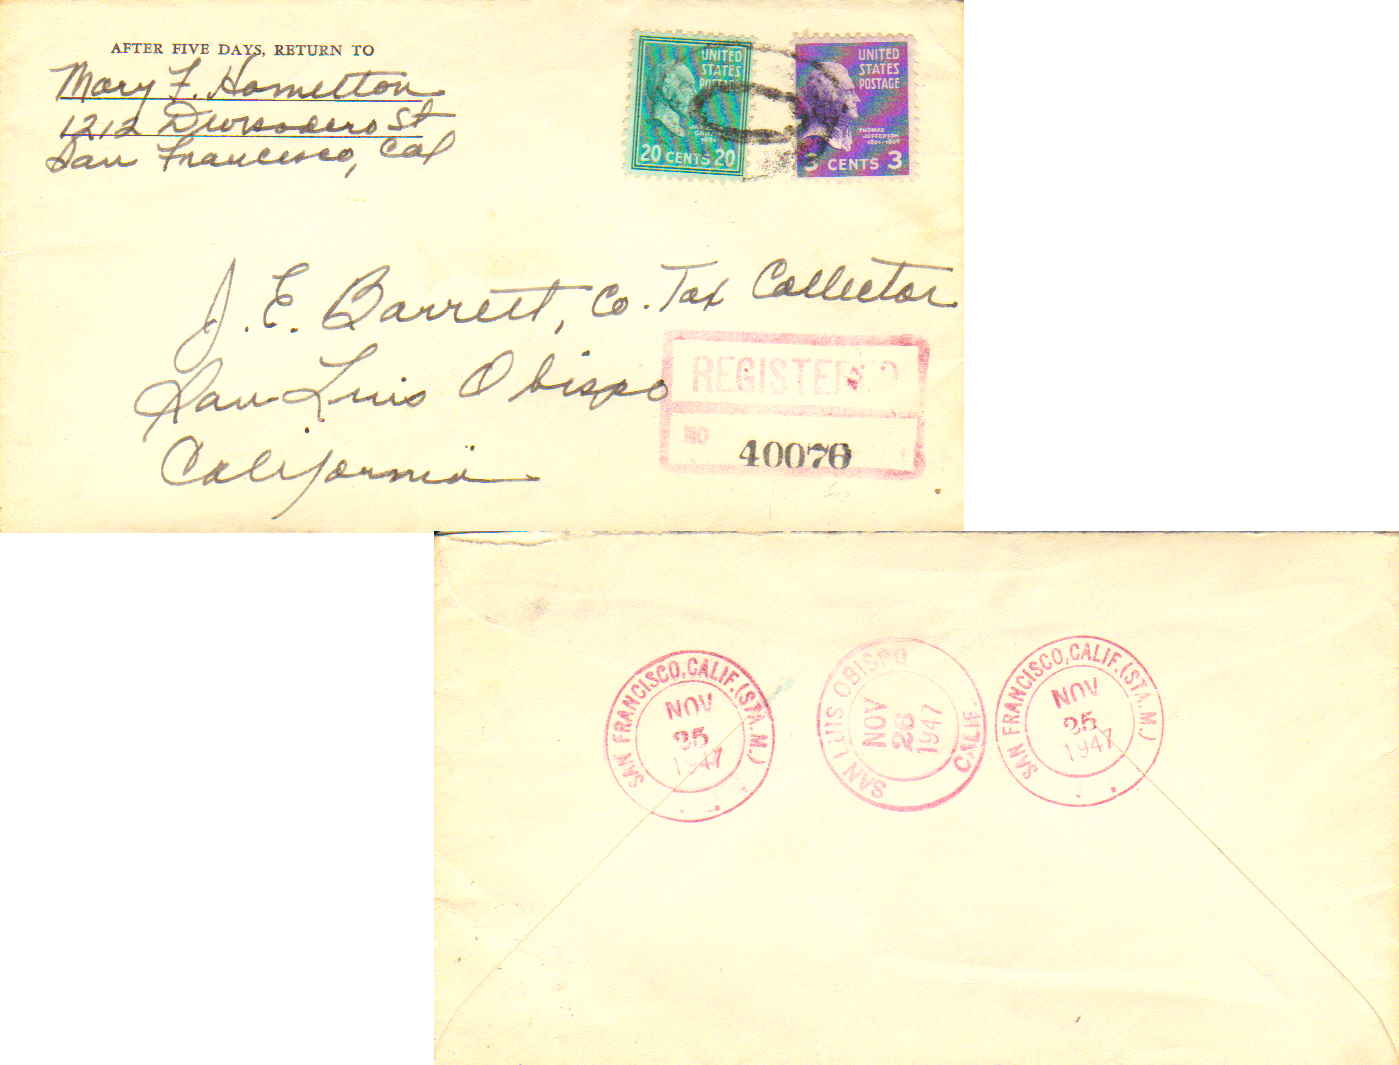 AFTER FIVE DAYS, RETURN TO
Mary F. Hamelton
1212 Divisadero St
San Francisco, Cal
UNITED
STATES
POSTAGE
20 CENTS 20
UNITED
STATES
POSTAGE
THOMAS
JEFFERSON
1801-1809
3 CENTS 3
J. E. Barrett, Co. Tax Collector
San Luis Obispo
California
REGISTERED
NO 40076
SAN FRANCISCO, CALIF. (STA. M.)
NOV
25
1947
SAN LUIS OBISPO
CALIF
NOV
26
1947
SAN FRANCISCO, CALIF. (STA. M.)
NOV
25
1947